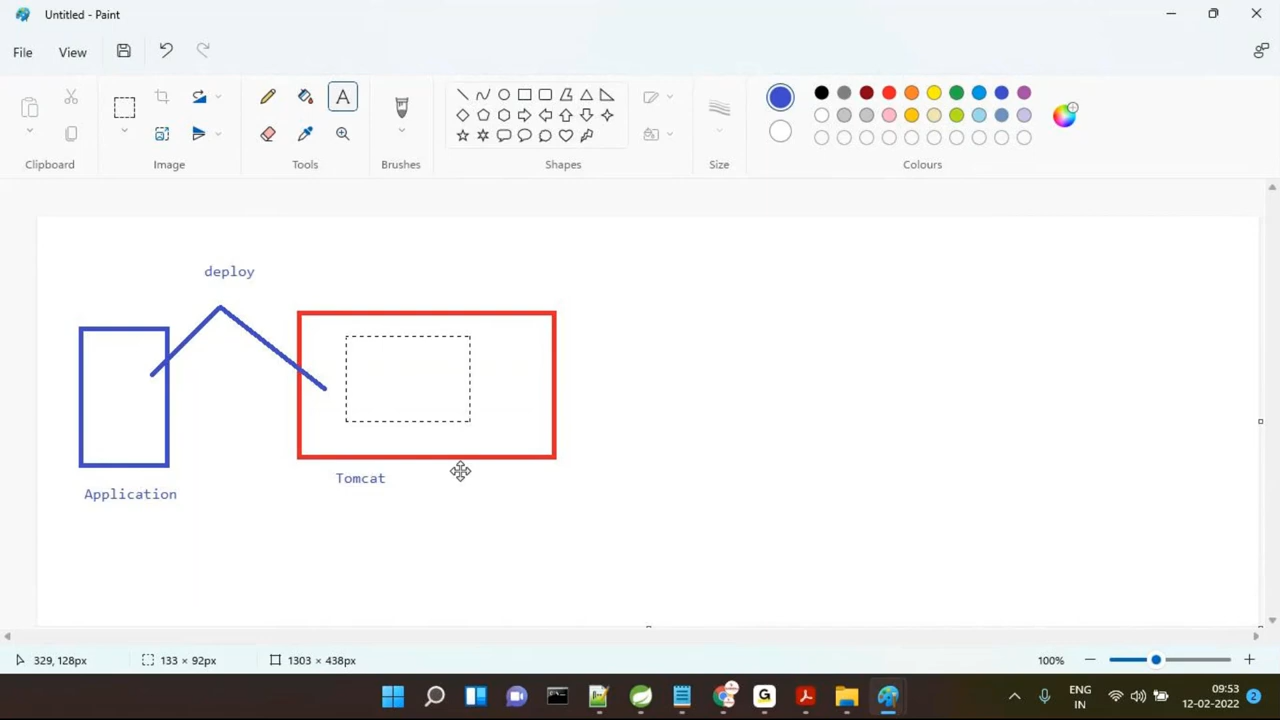 Untitled - Paint
File
View
A
Clipboard
Image
Tools
Brushes
Shapes
Size
Colours
deploy
Application
Tomcat
329, 128px
133 × 92px
1303 × 438px
100%
G
ENG
IN
09:53
12-02-2022
2